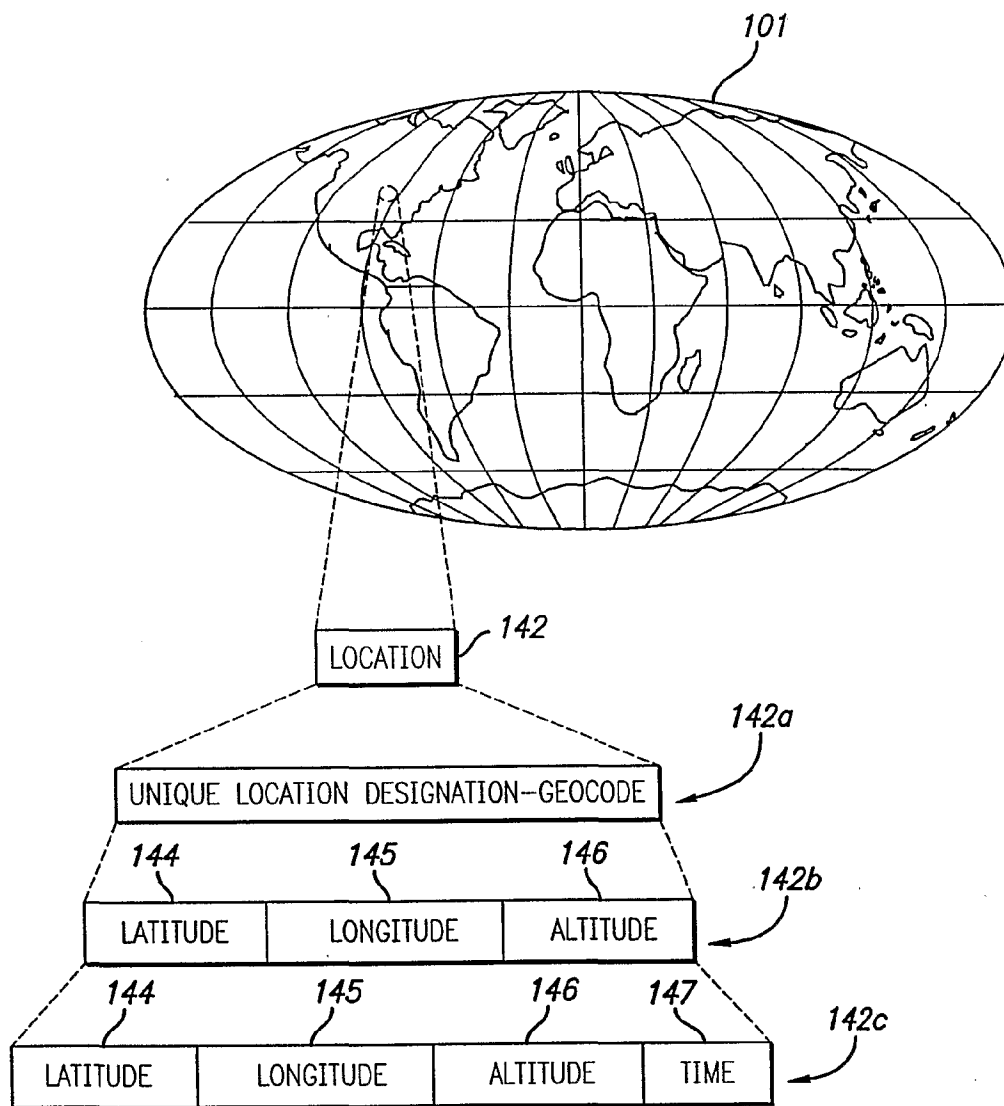 101
142
LOCATION
142a
UNIQUE LOCATION DESIGNATION-GEOCODE
144 145 146
142b
LATITUDE LONGITUDE ALTITUDE
144 145 146 147
142c
LATITUDE LONGITUDE ALTITUDE TIME